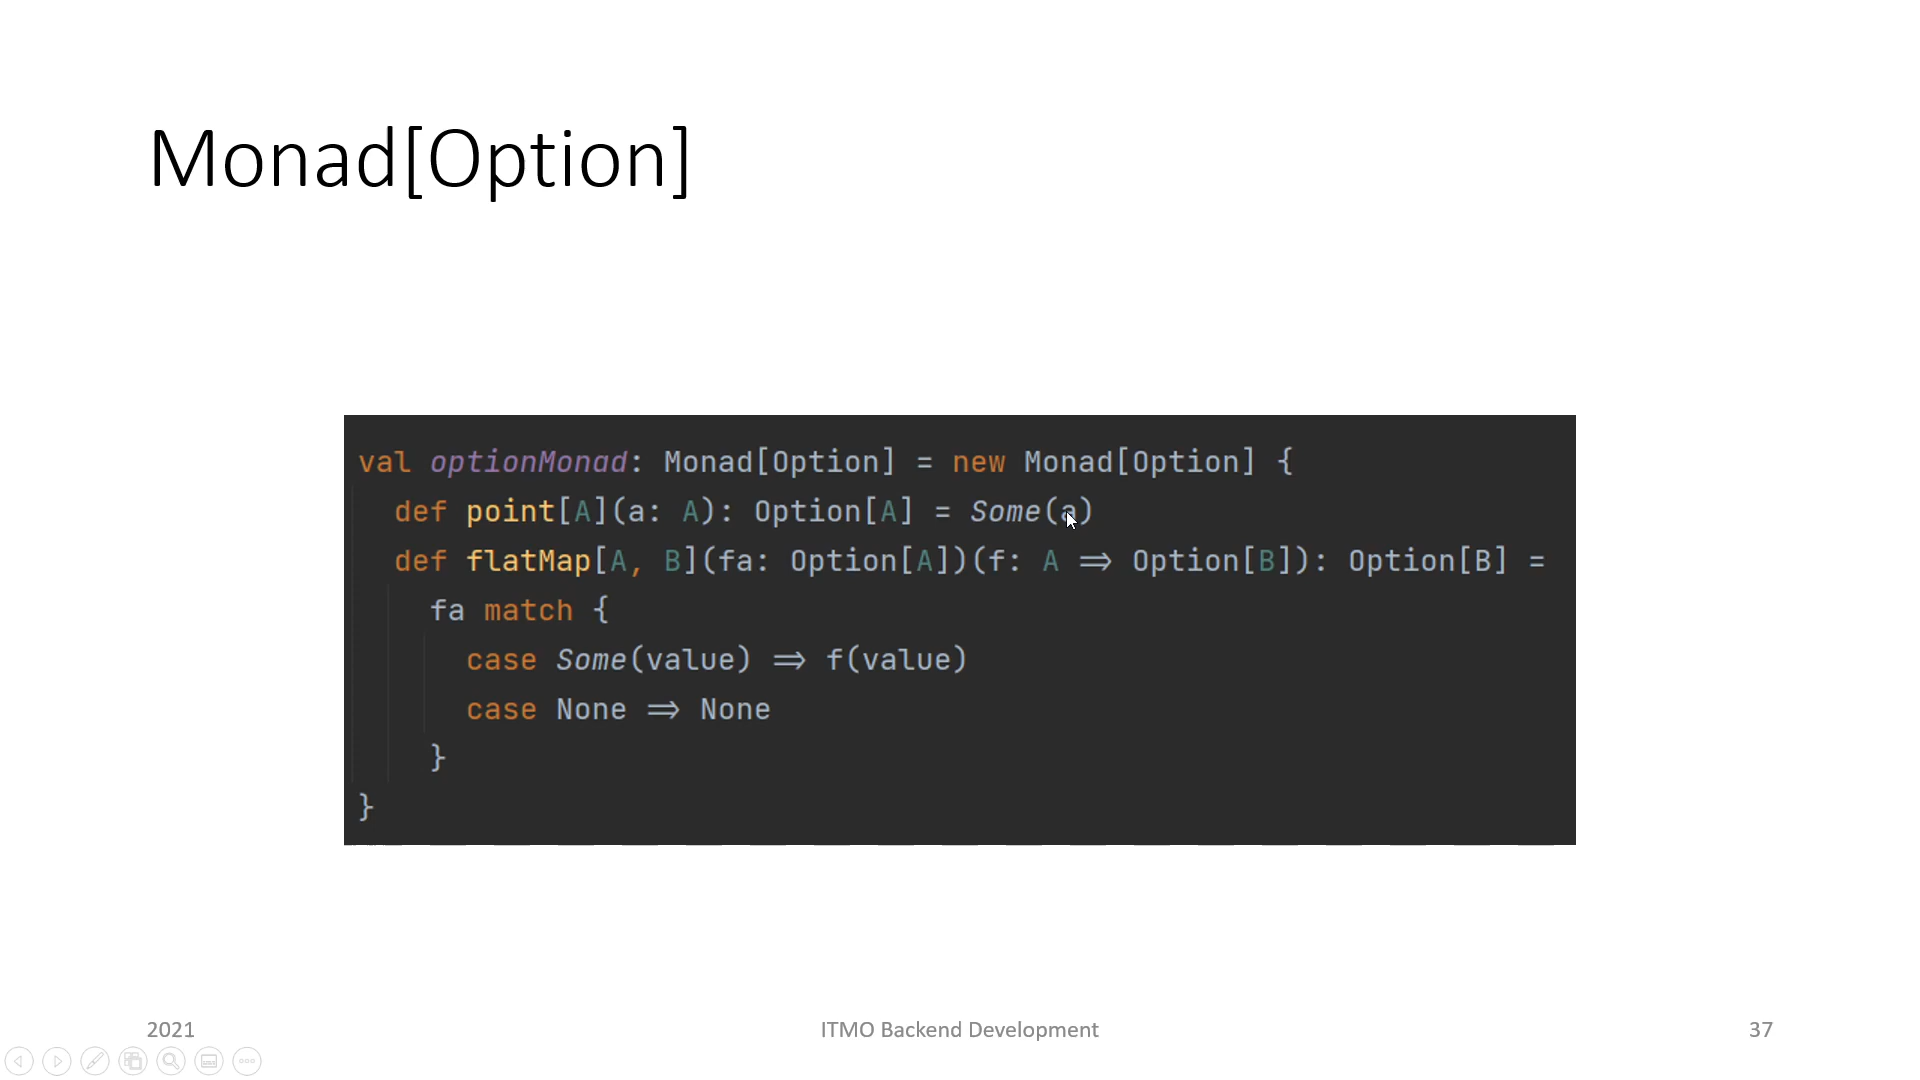 Monad[Option]
val optionMonad: Monad[Option] = new Monad[Option] {
def point[A](a: A): Option[A] = Some(a)
def flatMap[A, B](fa: Option[A])(f: A => Option[B]): Option[B] =
fa match {
case Some(value) => f(value)
case None => None
}
}
2021
ITMO Backend Development
37